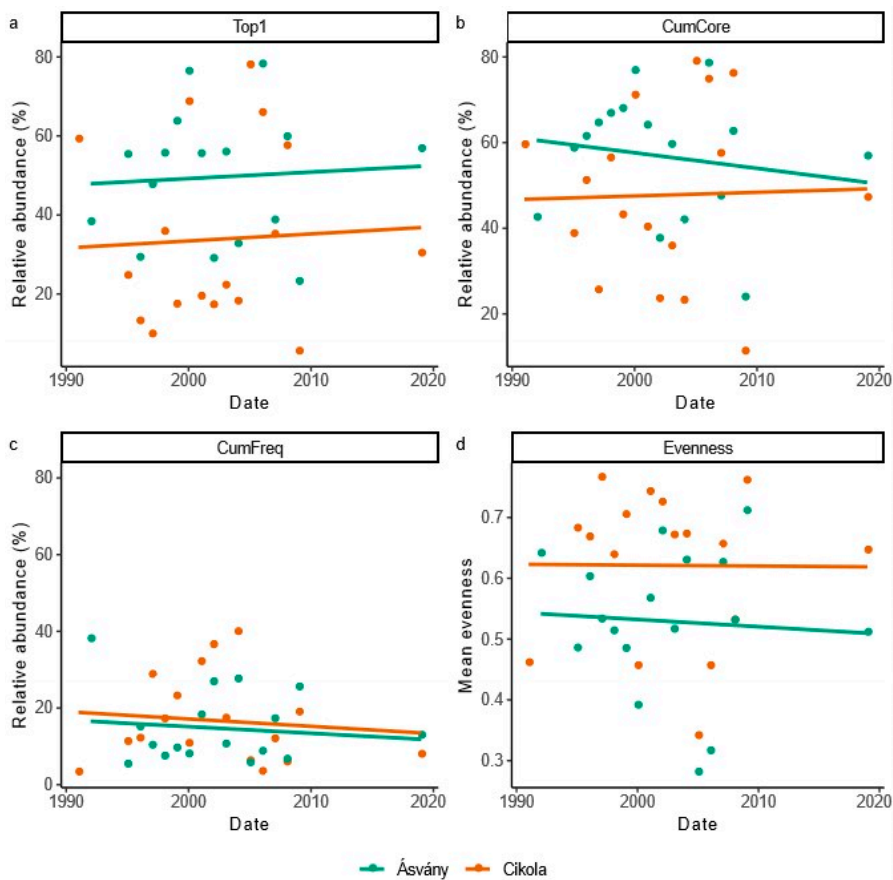 a
Top1
80
60
40
20
Relative abundance (%)
1990
2000
2010
2020
Date
b
CumCore
80
60
40
20
Relative abundance (%)
1990
2000
2010
2020
Date
c
CumFreq
80
60
40
20
0
Relative abundance (%)
1990
2000
2010
2020
Date
d
Evenness
0.7
0.6
0.5
0.4
0.3
Mean evenness
1990
2000
2010
2020
Date
Ásvány
Cikola